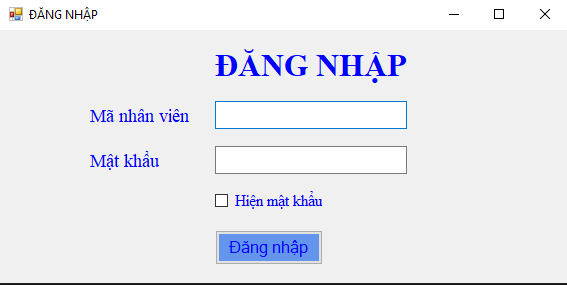 ĐĂNG NHẬP
ĐĂNG NHẬP
Mã nhân viên
Mật khẩu
Hiện mật khẩu
Đăng nhập